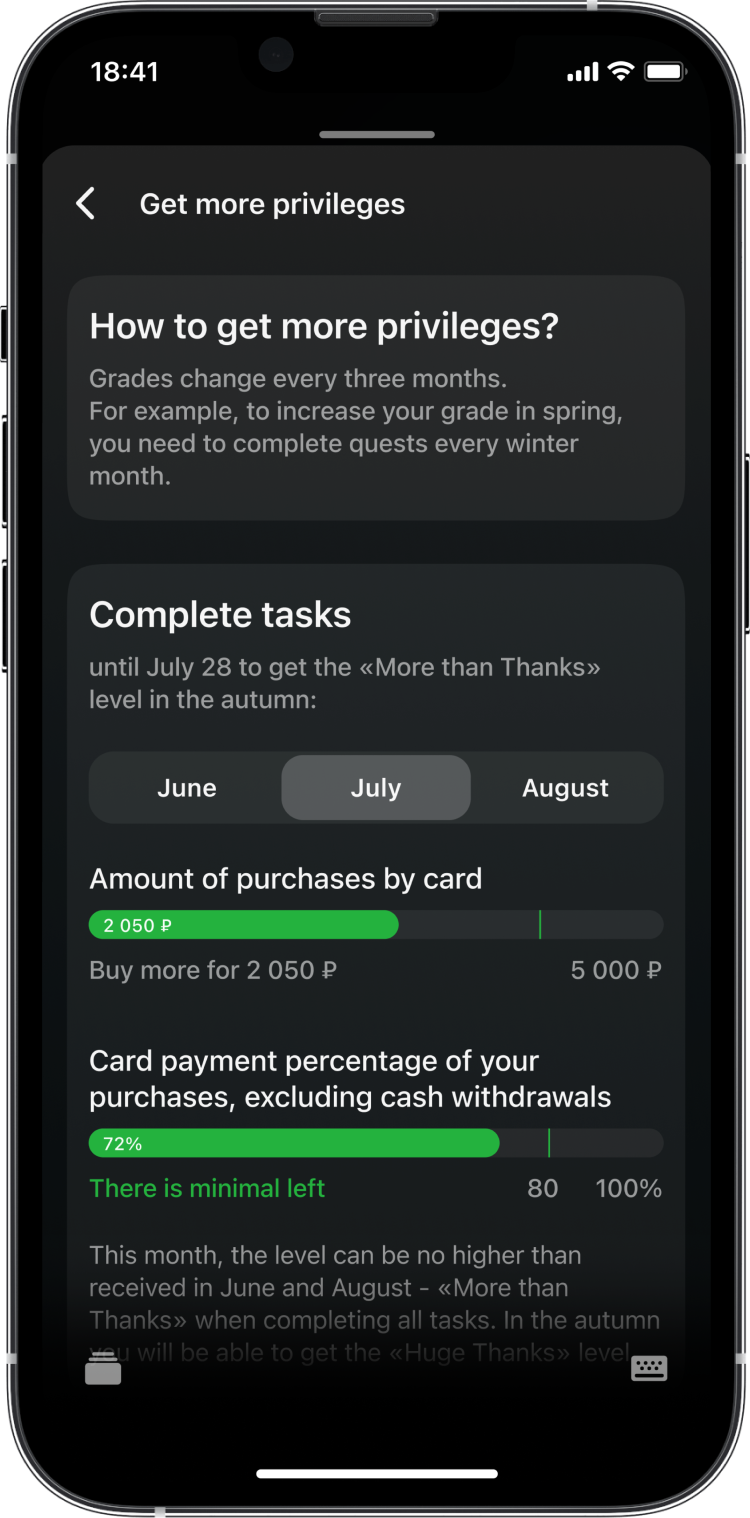 18:41
Get more privileges
How to get more privileges?
Grades change every three months.
For example, to increase your grade in spring,
you need to complete quests every winter
month.
Complete tasks
until July 28 to get the «More than Thanks»
level in the autumn:
June July August
Amount of purchases by card
2 050 ₽
Buy more for 2 050 ₽ 5 000 ₽
Card payment percentage of your
purchases, excluding cash withdrawals
72%
There is minimal left 80 100%
This month, the level can be no higher than
received in June and August - «More than
Thanks» when completing all tasks. In the autumn
you will be able to get the «Huge Thanks» level